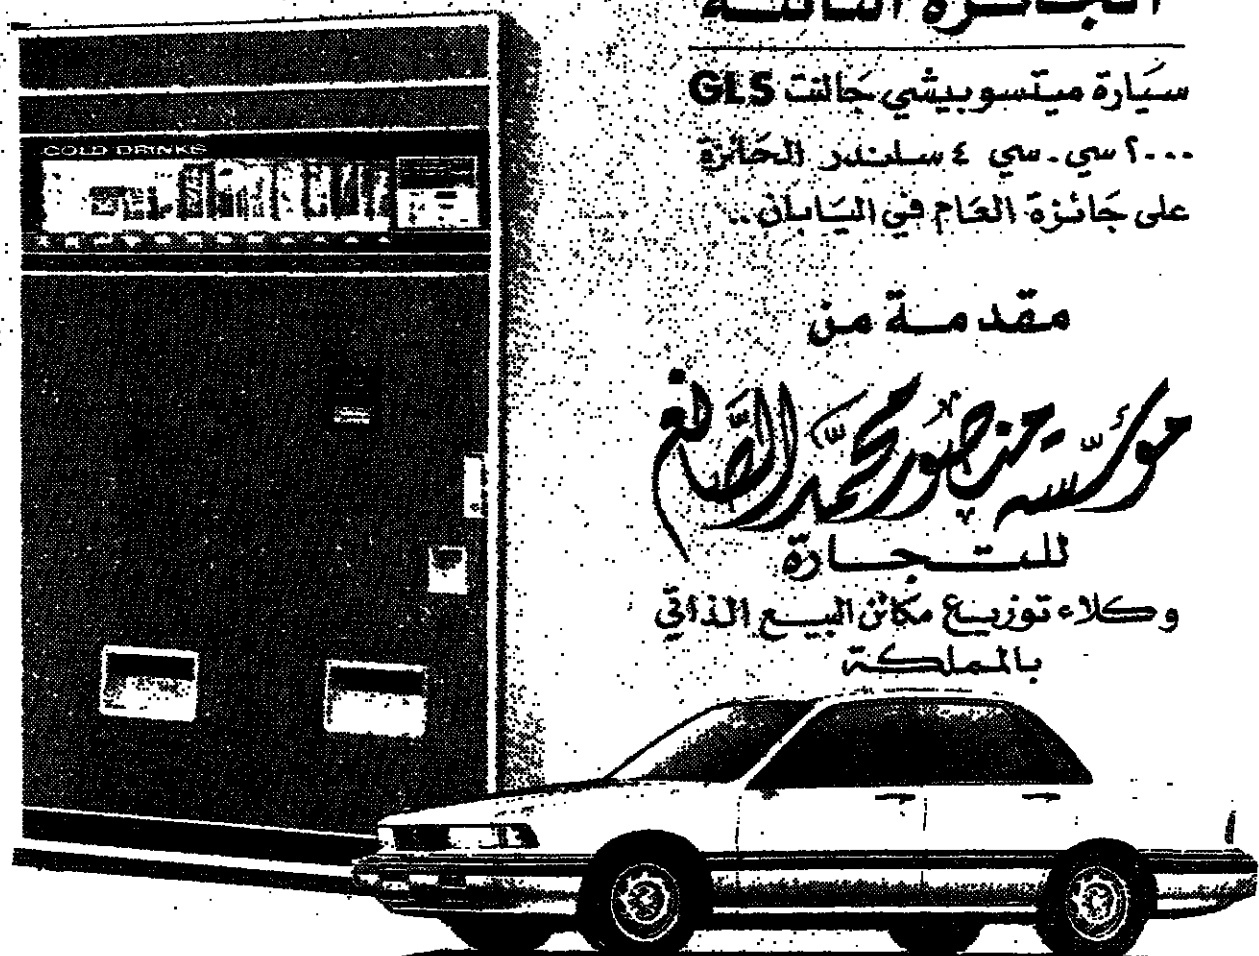 الجائزة
سيارة ميتسوبيشي جالنت GLS
٢٠٠٠ سي.سي ٤ سلندر الحائزة
على جائزة العام في اليابان..
مقدمة من
مؤسسة منصور محمد الصانع
للتجارة
وكلاء توزيع مكائن البيع الذاتي
بالمملكة
COLD DRINKS